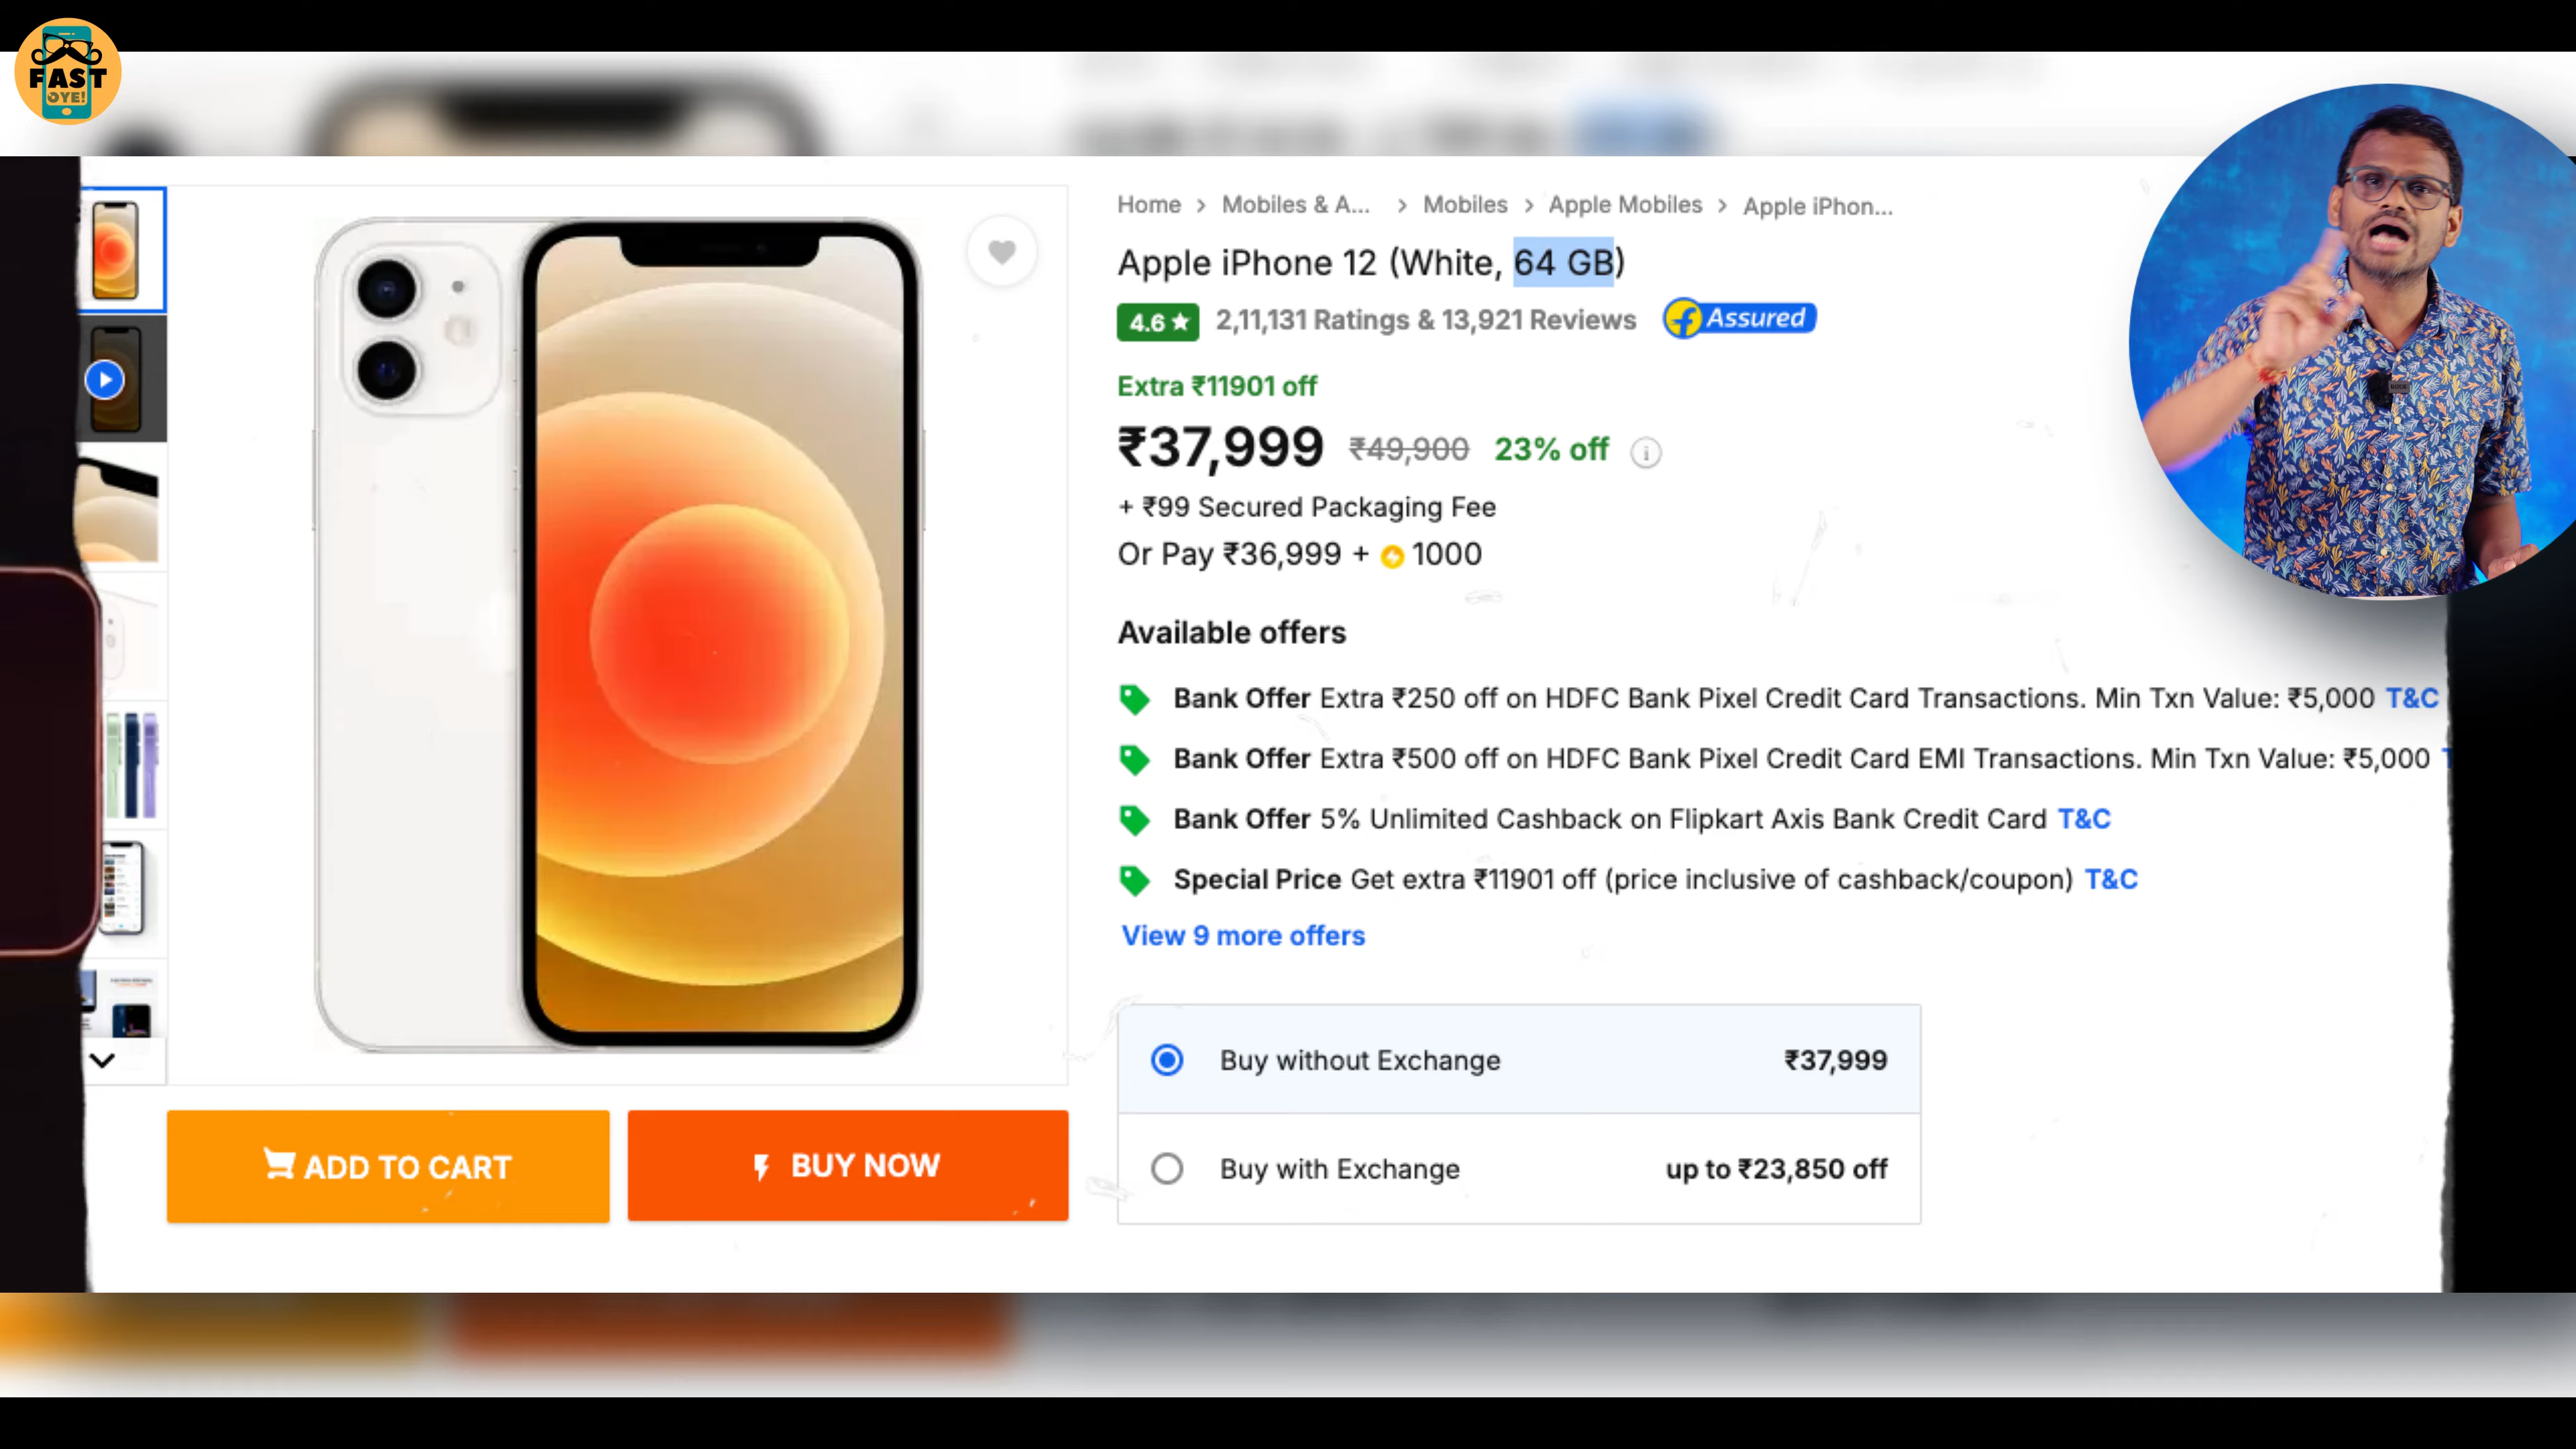 FAST
OYE!
Home > Mobiles & A... > Mobiles > Apple Mobiles > Apple iPhon...
Apple iPhone 12 (White, 64 GB)
4.6★ 2,11,131 Ratings & 13,921 Reviews Assured
Extra ₹11901 off
₹37,999 ₹49,900 23% off i
+ ₹99 Secured Packaging Fee
Or Pay ₹36,999 + 1000
Available offers
Bank Offer Extra ₹250 off on HDFC Bank Pixel Credit Card Transactions. Min Txn Value: ₹5,000 T&C
Bank Offer Extra ₹500 off on HDFC Bank Pixel Credit Card EMI Transactions. Min Txn Value: ₹5,000
Bank Offer 5% Unlimited Cashback on Flipkart Axis Bank Credit Card T&C
Special Price Get extra ₹11901 off (price inclusive of cashback/coupon) T&C
View 9 more offers
Buy without Exchange ₹37,999
Buy with Exchange up to ₹23,850 off
ADD TO CART
BUY NOW